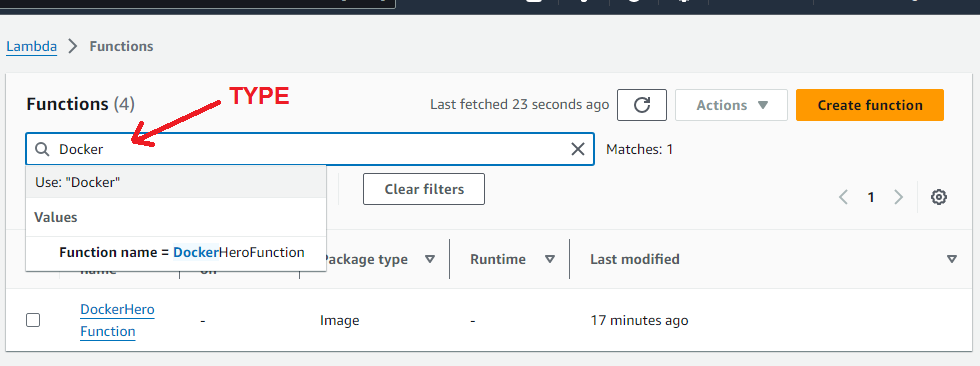 Lambda > Functions
Functions (4)
TYPE
Last fetched 23 seconds ago
Actions
Create function
Docker
Matches: 1
Use: "Docker"
Clear filters
1
Values
Function name = DockerHeroFunction
Package type
Runtime
Last modified
name
DockerHero
Function
-
Image
-
17 minutes ago